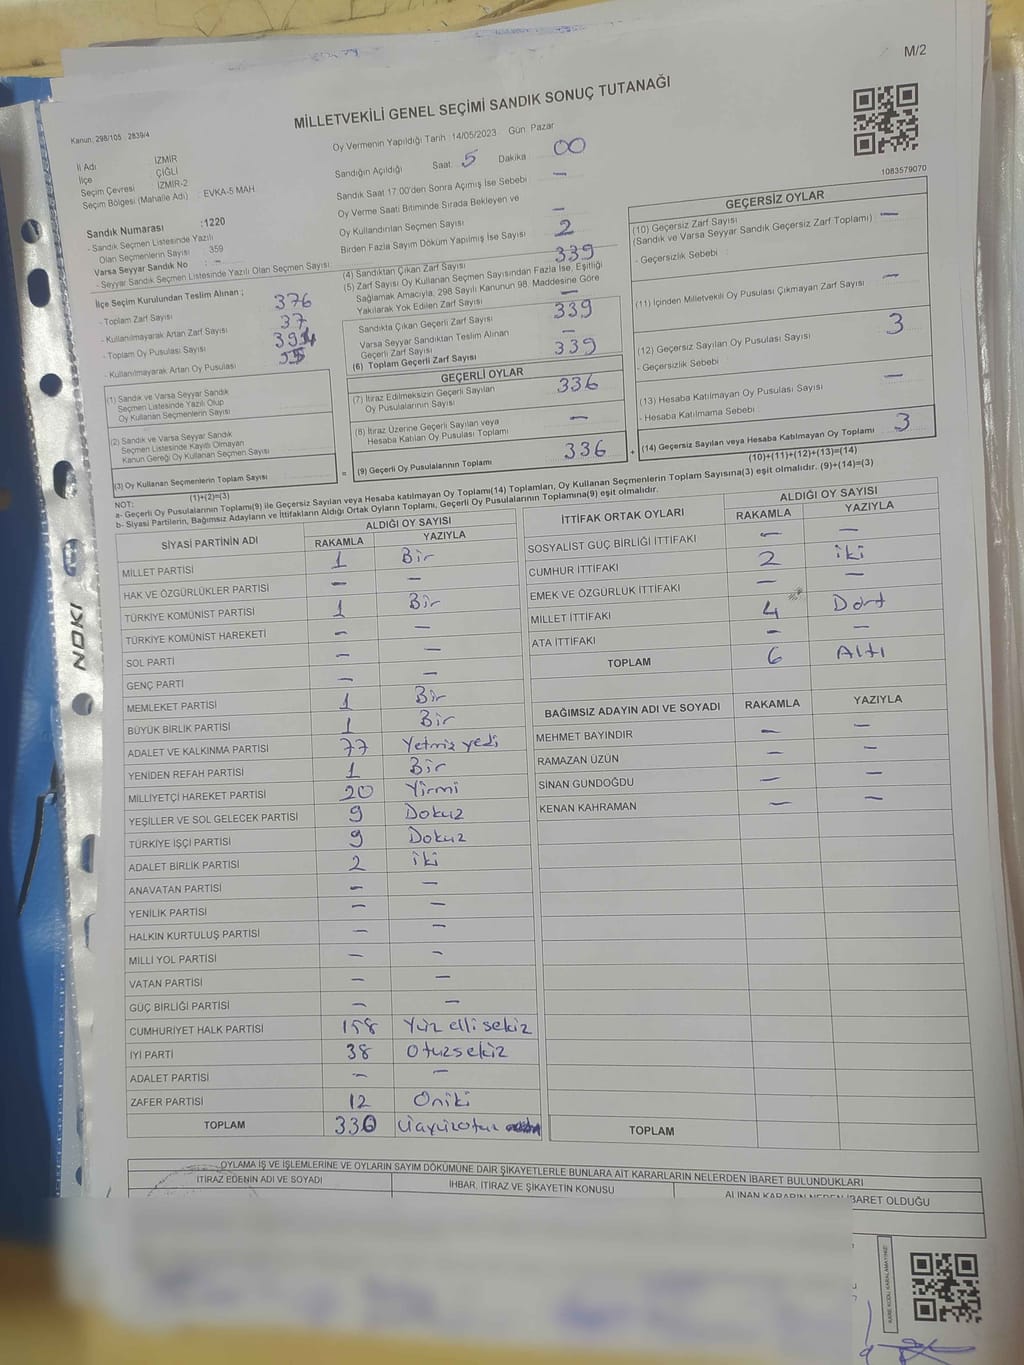 M/2
MİLLETVEKİLİ GENEL SEÇİMİ SANDIK SONUÇ TUTANAĞI
Kanun: 298/105 2839/4
Oy Vermenin Yapıldığı Tarih : 14/05/2023 Gün: Pazar
İl Adı İZMİR
İlçe ÇİĞLİ
Seçim Çevresi İZMİR-2
Seçim Bölgesi (Mahalle Adı) : EVKA-5 MAH.
Sandık Numarası :1220
- Sandık Seçmen Listesinde Yazılı
Olan Seçmenlerin Sayısı : 359
Varsa Seyyar Sandık No : -
- Seyyar Sandık Seçmen Listesinde Yazılı Olan Seçmen Sayısı :
İlçe Seçim Kurulundan Teslim Alınan ;
- Toplam Zarf Sayısı 376
- Kullanılmayarak Artan Zarf Sayısı 37
- Toplam Oy Pusulası Sayısı
- Kullanılmayarak Artan Oy Pusulası
(1) Sandık ve Varsa Seyyar Sandık
Seçmen Listesinde Yazılı Olup
Oy Kullanan Seçmenlerin Sayısı
(2) Sandık ve Varsa Seyyar Sandık
Seçmen Listesinde Kayıtlı Olmayan
Kanun Gereği Oy Kullanan Seçmen Sayısı
(3) Oy Kullanan Seçmenlerin Toplam Sayısı
(1)+(2)=(3)
Sandığın Açıldığı Saat: 5 Dakika 00
Sandık Saat 17:00'den Sonra Açımış İse Sebebi -
Oy Verme Saati Bitiminde Sırada Bekleyen ve
Oy Kullandırılan Seçmen Sayısı -
Birden Fazla Sayım Döküm Yapılmış İse Sayısı 2
(4) Sandıktan Çıkan Zarf Sayısı 339
(5) Zarf Sayısı Oy Kullanan Seçmen Sayısından Fazla İse, Eşitliği
Sağlamak Amacıyla, 298 Sayılı Kanunun 98. Maddesine Göre
Yakılarak Yok Edilen Zarf Sayısı -
Sandıkta Çıkan Geçerli Zarf Sayısı 339
Varsa Seyyar Sandıktan Teslim Alınan
Geçerli Zarf Sayısı -
(6) Toplam Geçerli Zarf Sayısı 339
GEÇERLİ OYLAR
(7) İtiraz Edilmeksizin Geçerli Sayılan
Oy Pusulalarının Sayısı 336
(8) İtiraz Üzerine Geçerli Sayılan veya
Hesaba Katılan Oy Pusulası Toplamı -
= (9) Geçerli Oy Pusulalarının Toplamı 336 +
1083579070
GEÇERSİZ OYLAR
(10) Geçersiz Zarf Sayısı -
(Sandık ve Varsa Seyyar Sandık Geçersiz Zarf Toplamı)
- Geçersizlik Sebebi :
(11) İçinden Milletvekili Oy Pusulası Çıkmayan Zarf Sayısı -
(12) Geçersiz Sayılan Oy Pusulası Sayısı 3
- Geçersizlik Sebebi
(13) Hesaba Katılmayan Oy Pusulası Sayısı -
- Hesaba Katılmama Sebebi
(14) Geçersiz Sayılan veya Hesaba Katılmayan Oy Toplamı 3
(10)+(11)+(12)+(13)=(14)
NOT:
a- Geçerli Oy Pusulalarının Toplamı(9) ile Geçersiz Sayılan veya Hesaba katılmayan Oy Toplamı(14) Toplamları, Oy Kullanan Seçmenlerin Toplam Sayısına(3) eşit olmalıdır. (9)+(14)=(3)
b- Siyasi Partilerin, Bağımsız Adayların ve İttifakların Aldığı Ortak Oyların Toplamı, Geçerli Oy Pusulalarının Toplamına(9) eşit olmalıdır.
SİYASİ PARTİNİN ADI ALDIĞI OY SAYISI
RAKAMLA YAZIYLA
MİLLET PARTİSİ 1 Bir
HAK VE ÖZGÜRLÜKLER PARTİSİ - -
TÜRKİYE KOMÜNİST PARTİSİ 1 Bir
TÜRKİYE KOMÜNİST HAREKETİ - -
SOL PARTİ - -
GENÇ PARTİ - -
MEMLEKET PARTİSİ 1 Bir
BÜYÜK BİRLİK PARTİSİ 1 Bir
ADALET VE KALKINMA PARTİSİ 77 Yetmiz yedi
YENİDEN REFAH PARTİSİ 1 Bir
MİLLİYETÇİ HAREKET PARTİSİ 20 Yirmi
YEŞİLLER VE SOL GELECEK PARTİSİ 9 Dokuz
TÜRKİYE İŞÇİ PARTİSİ 9 Dokuz
ADALET BİRLİK PARTİSİ 2 iki
ANAVATAN PARTİSİ - -
YENİLİK PARTİSİ - -
HALKIN KURTULUŞ PARTİSİ - -
MİLLİ YOL PARTİSİ - -
VATAN PARTİSİ - -
GÜÇ BİRLİĞİ PARTİSİ - -
CUMHURİYET HALK PARTİSİ 158 Yüz elli sekiz
İYİ PARTİ 38 Otuzsekiz
ADALET PARTİSİ - -
ZAFER PARTİSİ 12 Oniki
TOPLAM 330
İTTİFAK ORTAK OYLARI ALDIĞI OY SAYISI
RAKAMLA YAZIYLA
SOSYALİST GÜÇ BİRLİĞİ İTTİFAKI - -
CUMHUR İTTİFAKI 2 iki
EMEK VE ÖZGÜRLÜK İTTİFAKI - -
MİLLET İTTİFAKI 4 Dört
ATA İTTİFAKI - -
TOPLAM 6 Altı
BAĞIMSIZ ADAYIN ADI VE SOYADI RAKAMLA YAZIYLA
MEHMET BAYINDIR - -
RAMAZAN UZUN - -
SİNAN GÜNDOĞDU - -
KENAN KAHRAMAN - -
TOPLAM
OYLAMA İŞ VE İŞLEMLERİNE VE OYLARIN SAYIM DÖKÜMÜNE DAİR ŞİKAYETLERLE BUNLARA AİT KARARLARIN NELERDEN İBARET BULUNDUKLARI
İTİRAZ EDENİN ADI VE SOYADI İHBAR, İTİRAZ VE ŞİKAYETİN KONUSU ALINAN KARARIN NEDEN İBARET OLDUĞU
NOKI
KARE KODU KARALAMAYINIZ!